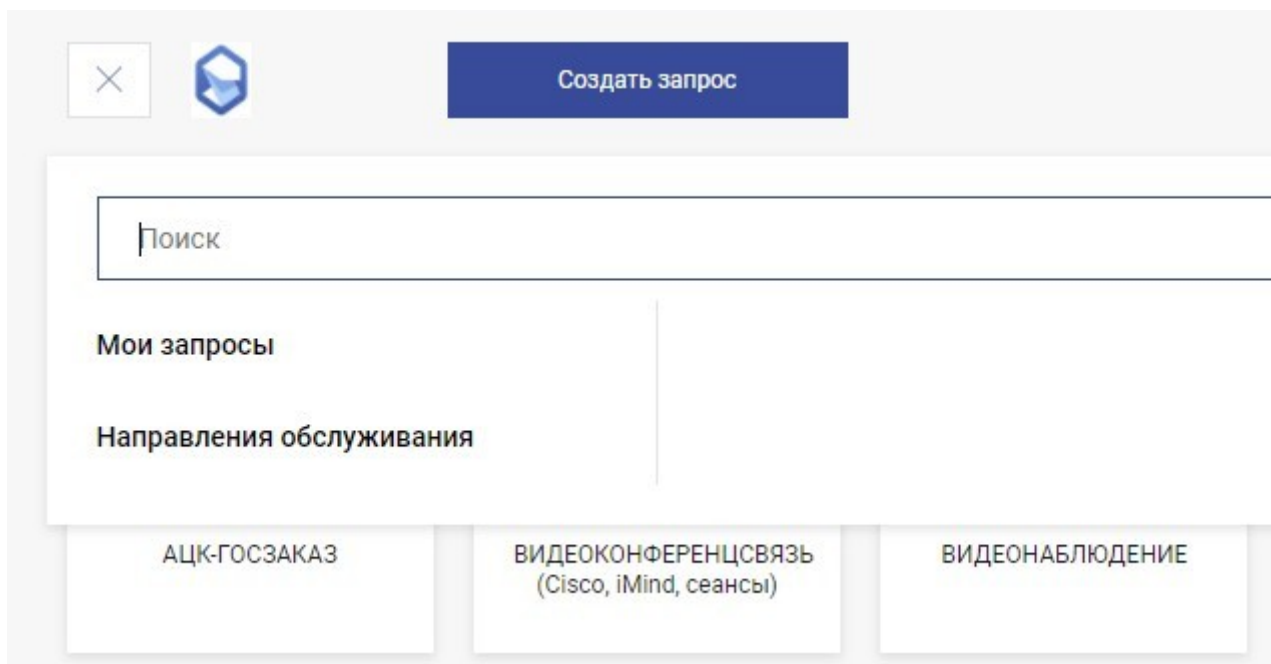 Создать запрос
Поиск
Мои запросы
Направления обслуживания
АЦК-ГОСЗАКАЗ
ВИДЕОКОНФЕРЕНЦСВЯЗЬ
(Cisco, iMind, сеансы)
ВИДЕОНАБЛЮДЕНИЕ